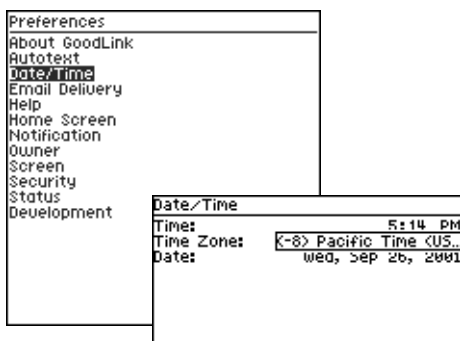 Preferences
About GoodLink
Autotext
Date/Time
Email Delivery
Help
Home Screen
Notification
Owner
Screen
Security
Status
Development
Date/Time
Time: 5:14 PM
Time Zone: (-8) Pacific Time (US...
Date: Wed, Sep 26, 2001